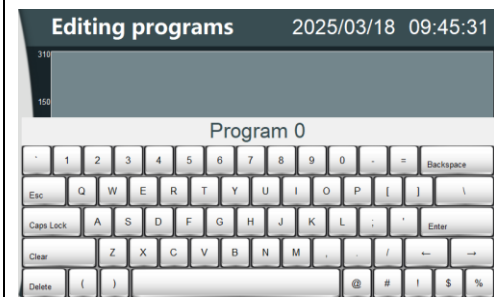 Editing programs 2025/03/18 09:45:31
310
150
Program 0
1 2 3 4 5 6 7 8 9 0 - = Backspace
Esc Q W E R T Y U I O P [ ] \
Caps Lock A S D F G H J K L ; ' Enter
Clear Z X C V B N M , . / ← →
Delete ( ) @ # ! $ %